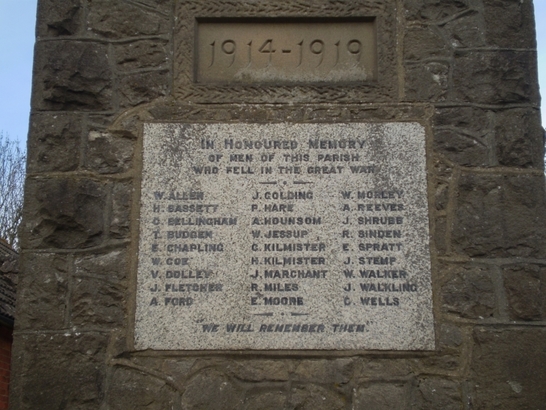 1914-1919
IN HONOURED MEMORY
OF MEN OF THIS PARISH
WHO FELL IN THE GREAT WAR
W. ALLEN
H. BASSETT
C. BELLINGHAM
T. BUDGEN
E. CHAPLING
W. COE
V. DOLLEY
J. FLETCHER
A. FORD
J. GOLDING
P. HARE
A. HOUNSOM
W. JESSUP
C. KILMISTER
H. KILMISTER
J. MARCHANT
R. MILES
E. MOORE
W. MORLEY
A. REEVES
J. SHRUBB
R. SINDEN
E. SPRATT
J. STEMP
W. WALKER
J. WALKLING
C. WELLS
"WE WILL REMEMBER THEM"